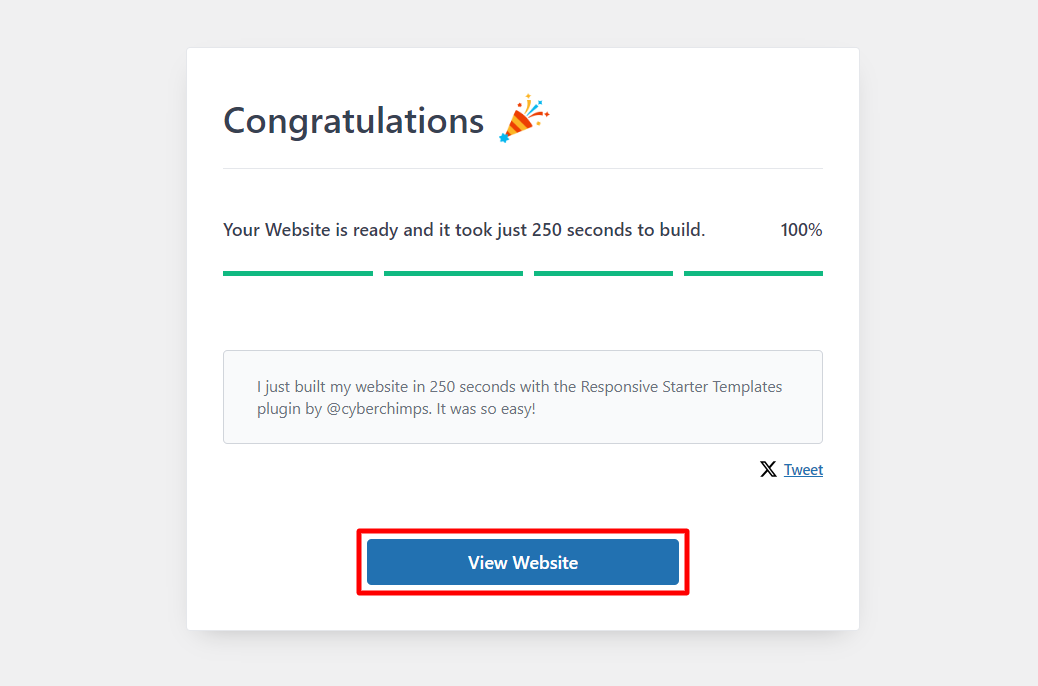 Congratulations
Your Website is ready and it took just 250 seconds to build.
100%
I just built my website in 250 seconds with the Responsive Starter Templates
plugin by @cyberchimps. It was so easy!
Tweet
View Website